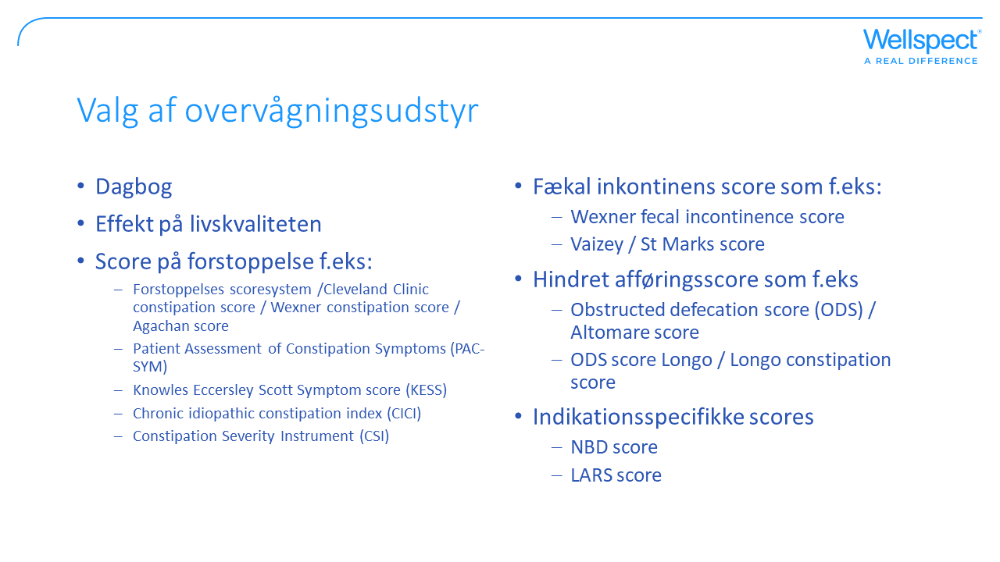 Wellspect®
A REAL DIFFERENCE
Valg af overvågningsudstyr
• Dagbog
• Effekt på livskvaliteten
• Score på forstoppelse f.eks:
– Forstoppelses scoresystem /Cleveland Clinic
constipation score / Wexner constipation score /
Agachan score
– Patient Assessment of Constipation Symptoms (PAC-
SYM)
– Knowles Eccersley Scott Symptom score (KESS)
– Chronic idiopathic constipation index (CICI)
– Constipation Severity Instrument (CSI)
• Fækal inkontinens score som f.eks:
– Wexner fecal incontinence score
– Vaizey / St Marks score
• Hindret afføringsscore som f.eks
– Obstructed defecation score (ODS) /
Altomare score
– ODS score Longo / Longo constipation
score
• Indikationsspecifikke scores
– NBD score
– LARS score